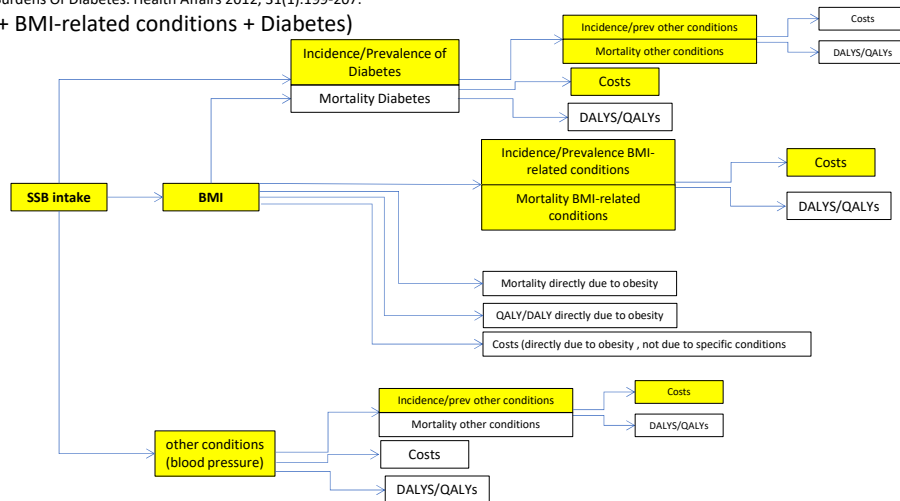 Burdens Of Diabetes. Health Affairs 2012; 31(1):199-207.
+ BMI-related conditions + Diabetes)
Incidence/Prevalence of
Diabetes
Mortality Diabetes
Incidence/prev other conditions
Mortality other conditions
Costs
DALYS/QALYs
Costs
DALYS/QALYs
SSB intake
BMI
Incidence/Prevalence BMI-
related conditions
Mortality BMI-related
conditions
Costs
DALYS/QALYs
Mortality directly due to obesity
QALY/DALY directly due to obesity
Costs (directly due to obesity , not due to specific conditions
other conditions
(blood pressure)
Incidence/prev other conditions
Mortality other conditions
Costs
DALYS/QALYs
Costs
DALYS/QALYs